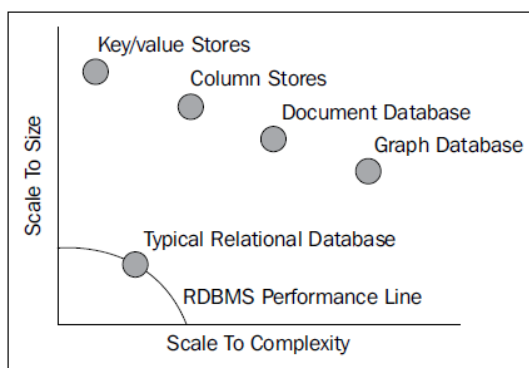 Key/value Stores
Column Stores
Document Database
Graph Database
Scale To Size
Typical Relational Database
RDBMS Performance Line
Scale To Complexity